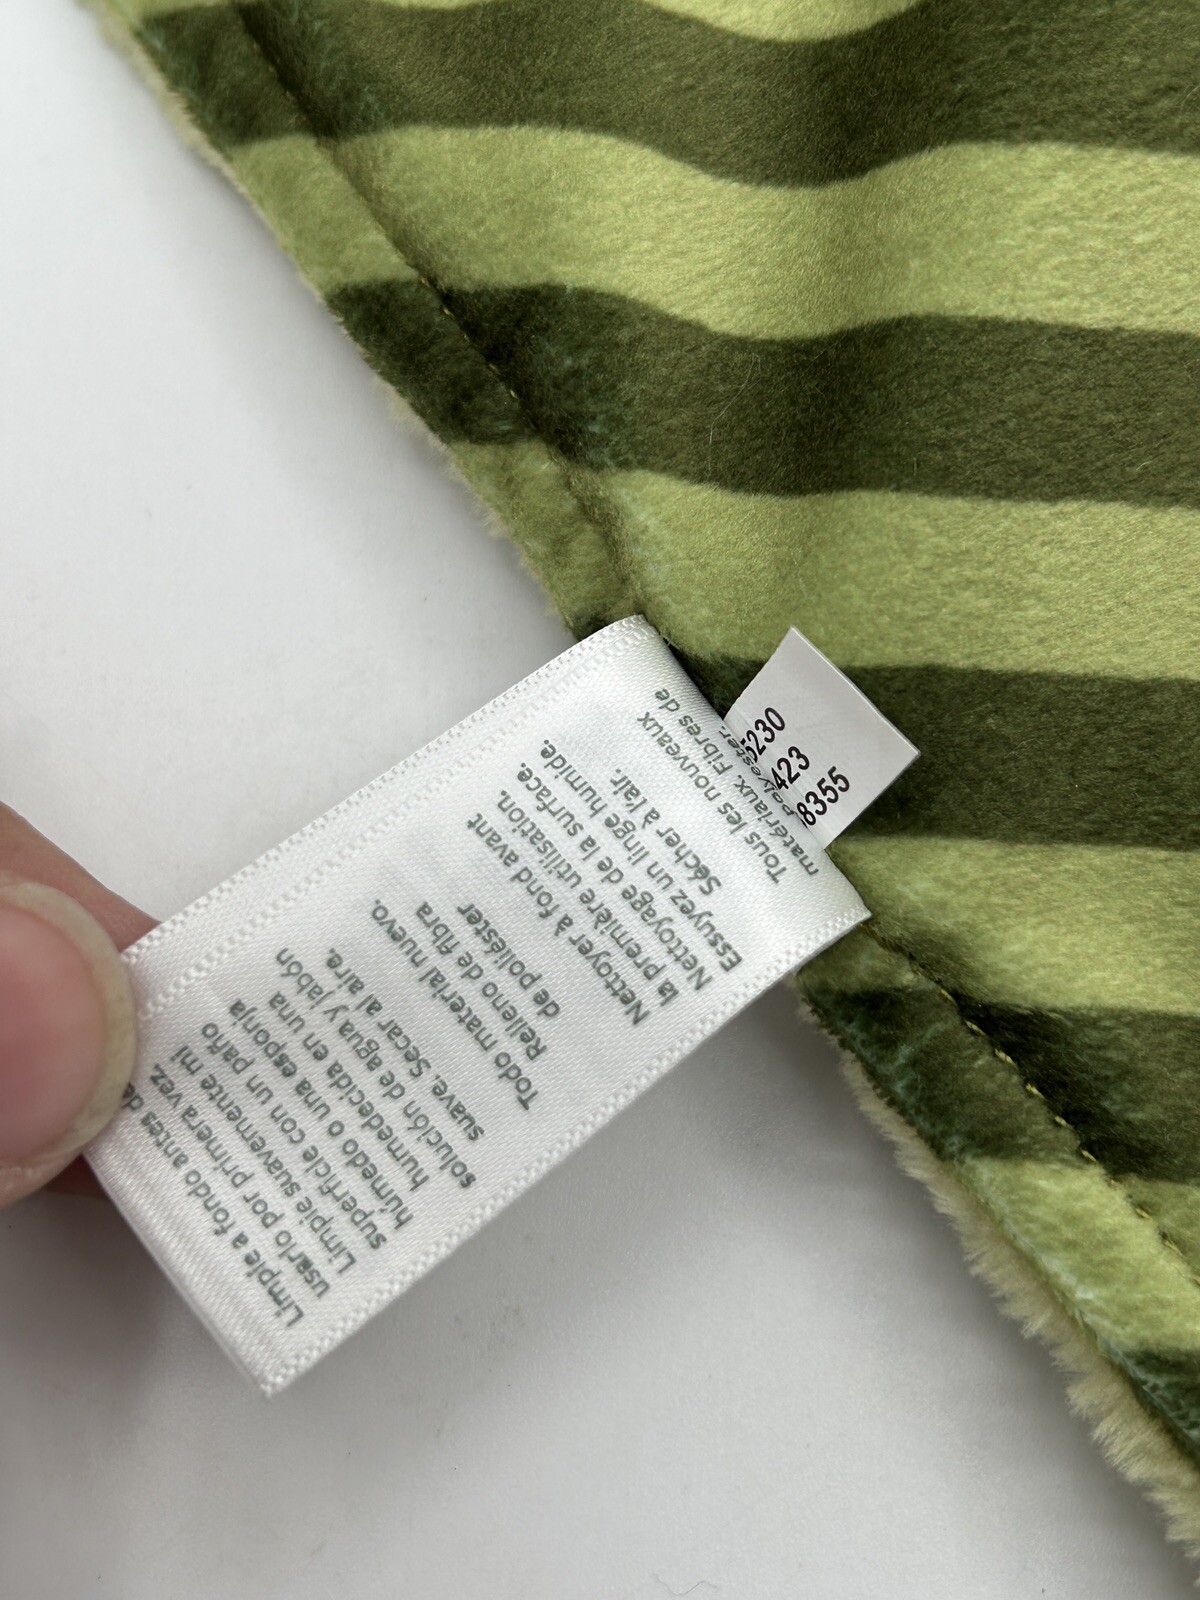 Limpie a fondo antes de
usarlo por primera vez
Limpie suavemente mi
superficie con un paño
húmedo o una esponja
humedecida en una
solución de agua y jabón
suave. Secar al aire.
Todo material nuevo.
Relleno de fibra
de poliéster
Nettoyer à fond avant
la première utilisation.
Nettoyage de la surface.
Essuyez un linge humide.
Sécher à l'air.
Tous les nouveaux
matériaux. Fibres de
Polyester.
5230
423
8355